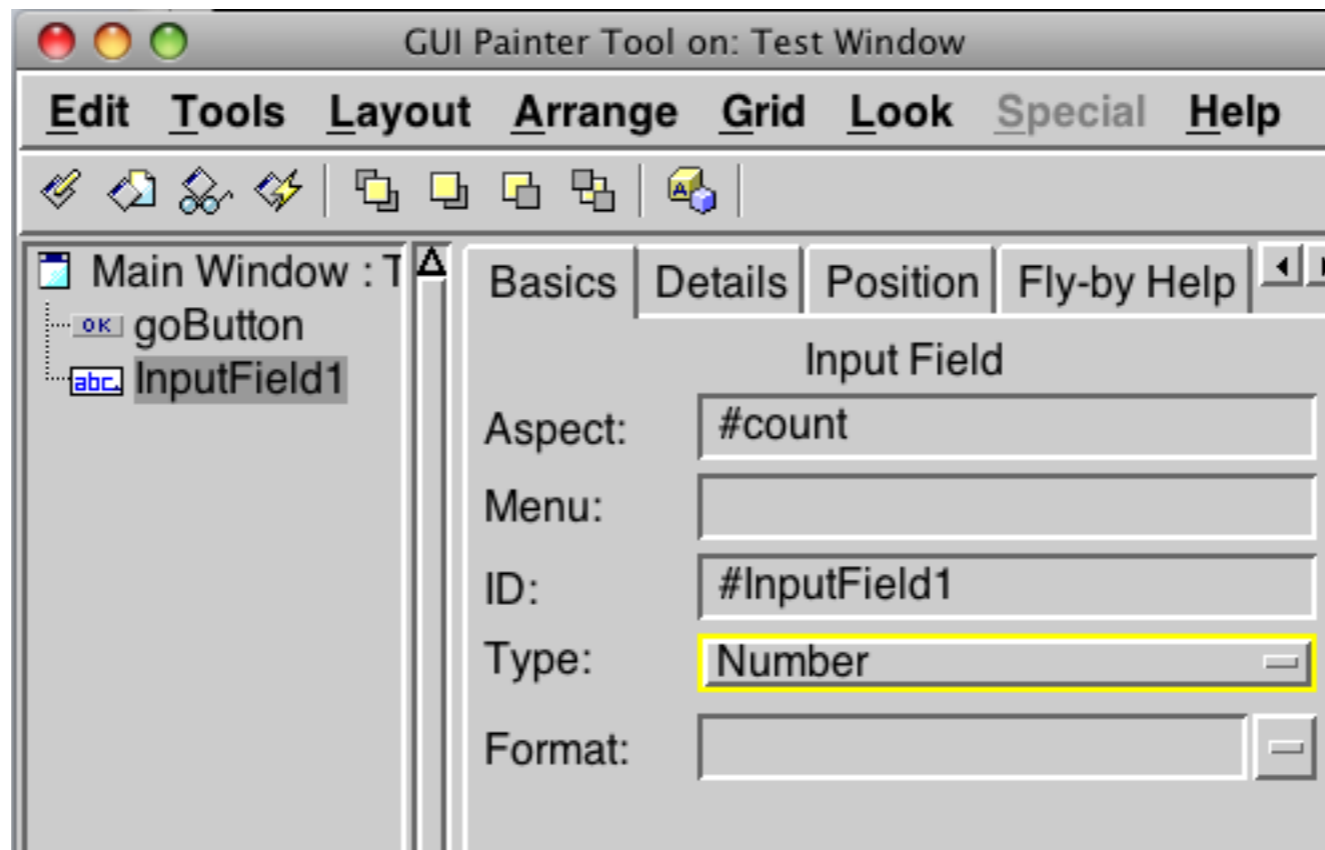 GUI Painter Tool on: Test Window
Edit Tools Layout Arrange Grid Look Special Help
A
Main Window : T
OK goButton
abc InputField1
Basics Details Position Fly-by Help
Input Field
Aspect: #count
Menu:
ID: #InputField1
Type: Number
Format: